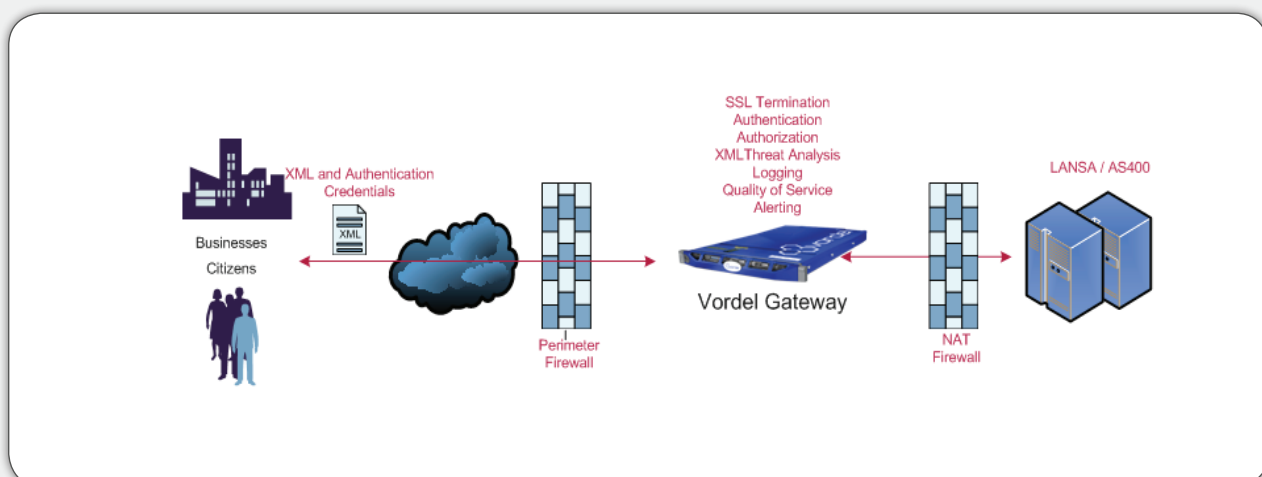 SSL Termination
Authentication
Authorization
XMLThreat Analysis
Logging
Quality of Service
Alerting
XML and Authentication
Credentials
XML
Businesses
Citizens
Perimeter
Firewall
Vordel Gateway
NAT
Firewall
LANSA / AS400